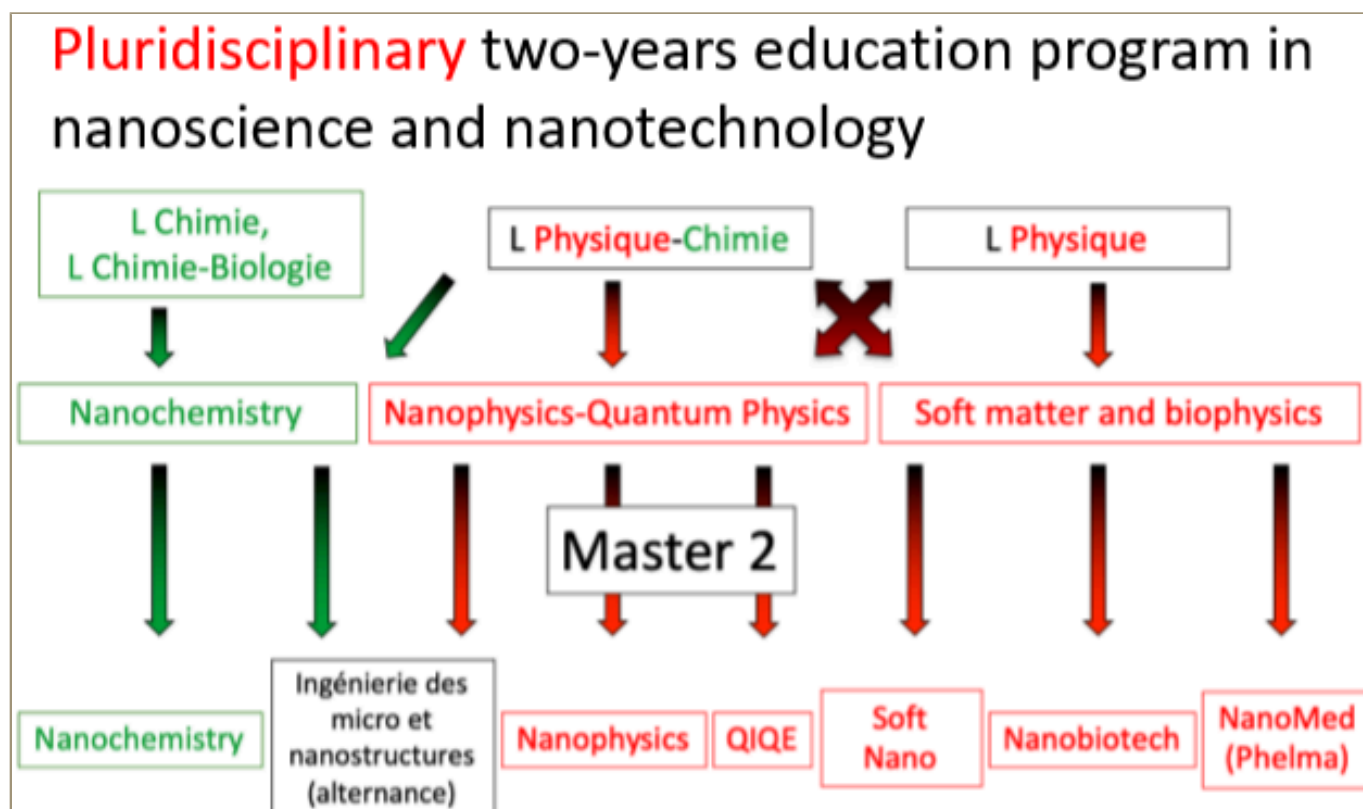 Pluridisciplinary two-years education program in
nanoscience and nanotechnology
L Chimie,
L Chimie-Biologie
L Physique-Chimie
L Physique
Nanochemistry
Nanophysics-Quantum Physics
Soft matter and biophysics
Master 2
Nanochemistry
Ingénierie des
micro et
nanostructures
(alternance)
Nanophysics
QIQE
Soft
Nano
Nanobiotech
NanoMed
(Phelma)